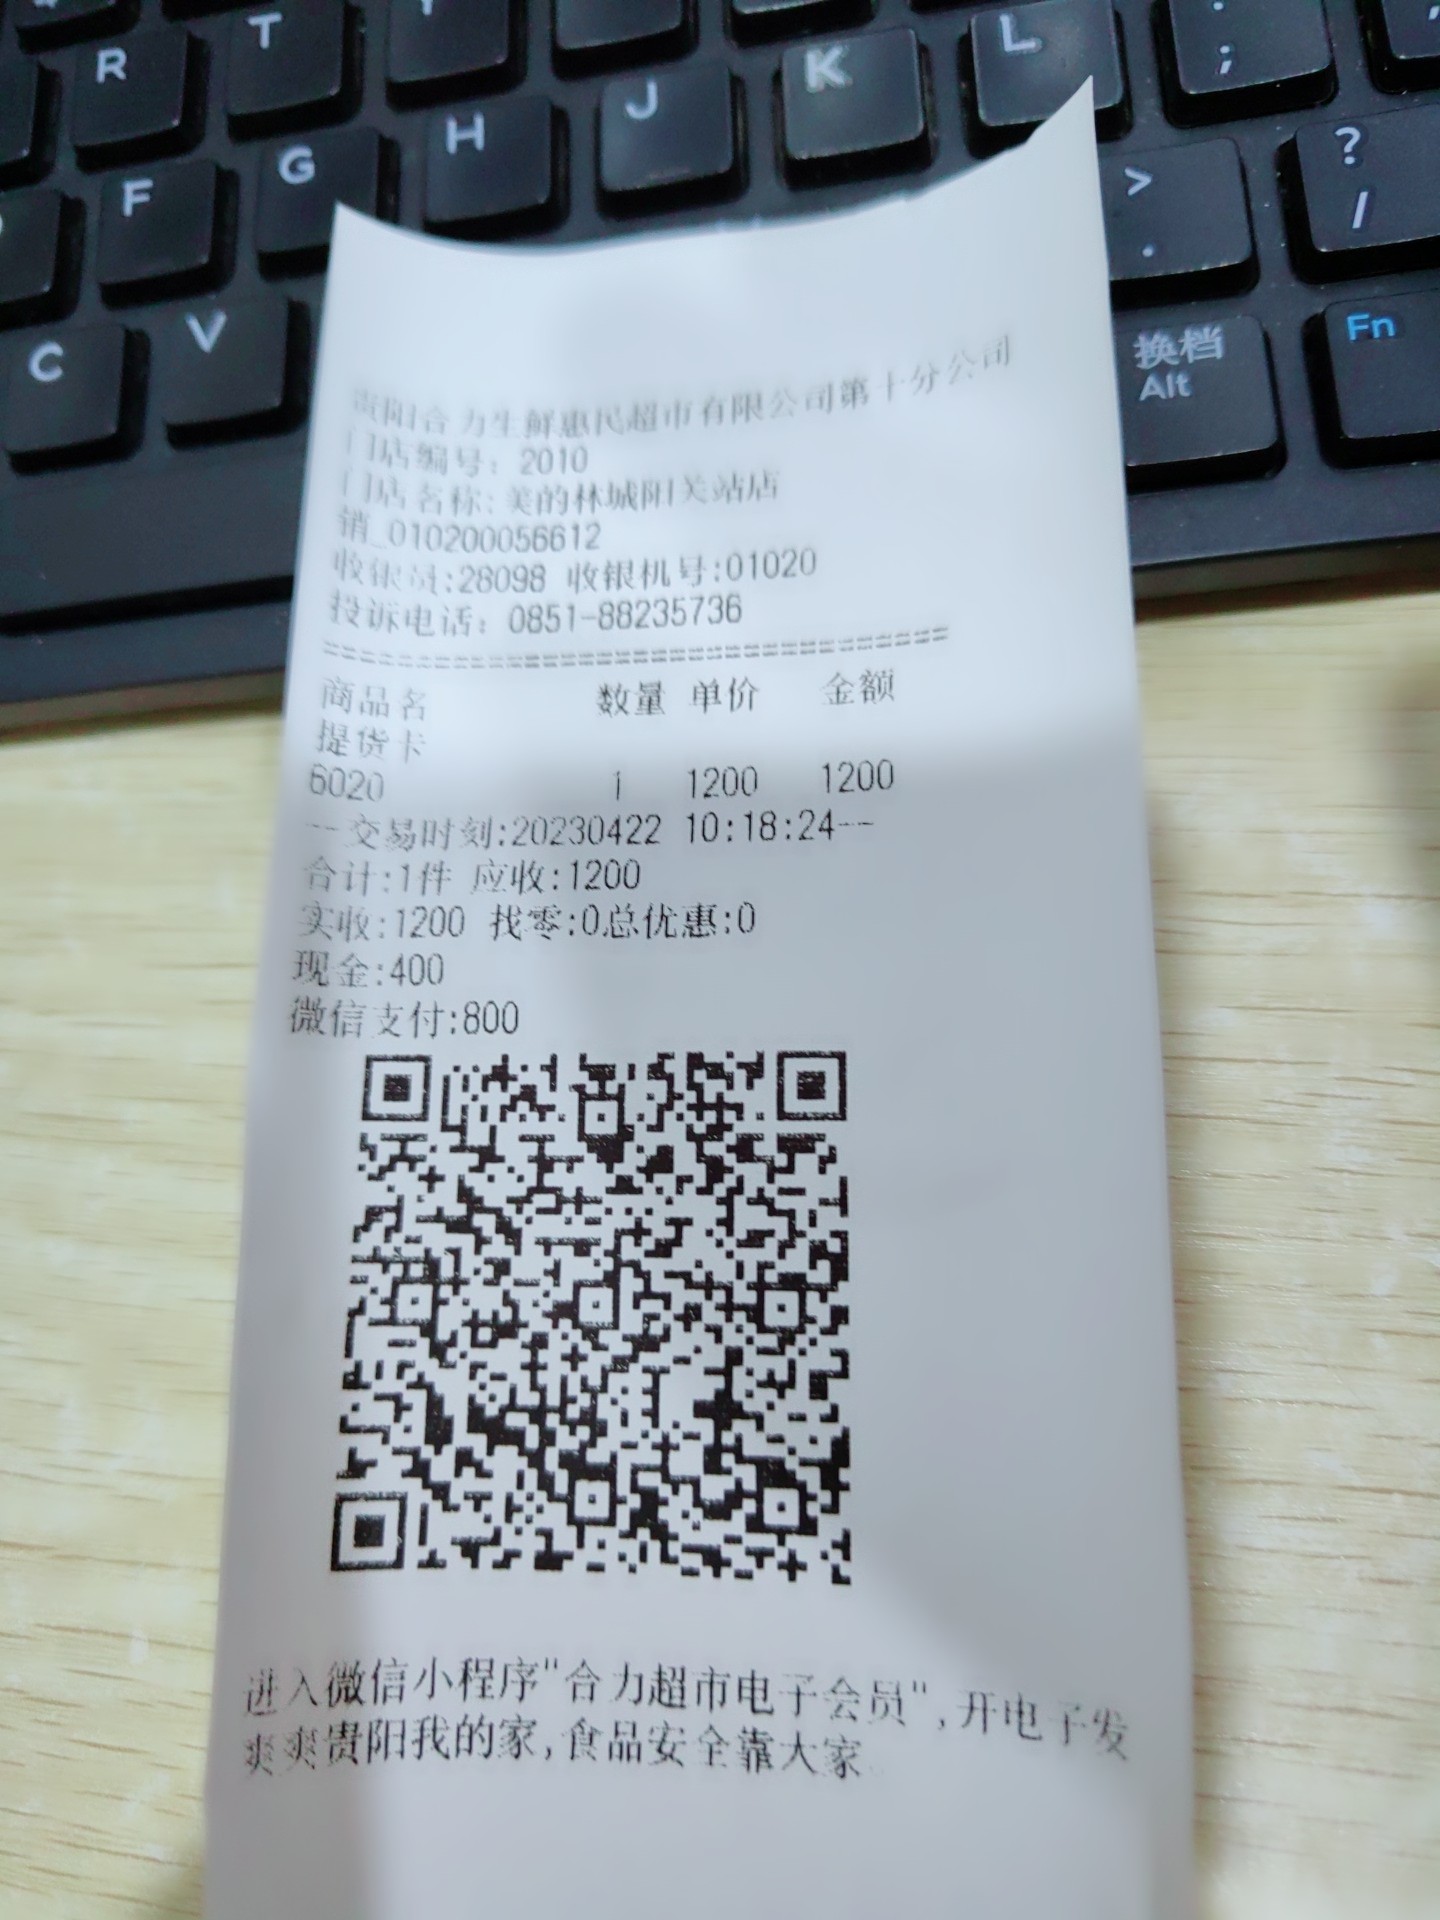 T
R
J
K
L
;
H
G
F
>
.
?
/
V
C
换档
Alt
Fn
贵阳合力生鲜惠民超市有限公司第十分公司
门店编号: 2010
门店名称: 美的林城阳关站店
销_010200056612
收银员:28098 收银机号:01020
投诉电话: 0851-88235736
===================================
商品名 数量 单价 金额
提货卡
6020 1 1200 1200
--交易时刻:20230422 10:18:24--
合计:1件 应收:1200
实收:1200 找零:0总优惠:0
现金:400
微信支付:800
进入微信小程序"合力超市电子会员",开电子发
爽爽贵阳我的家,食品安全靠大家